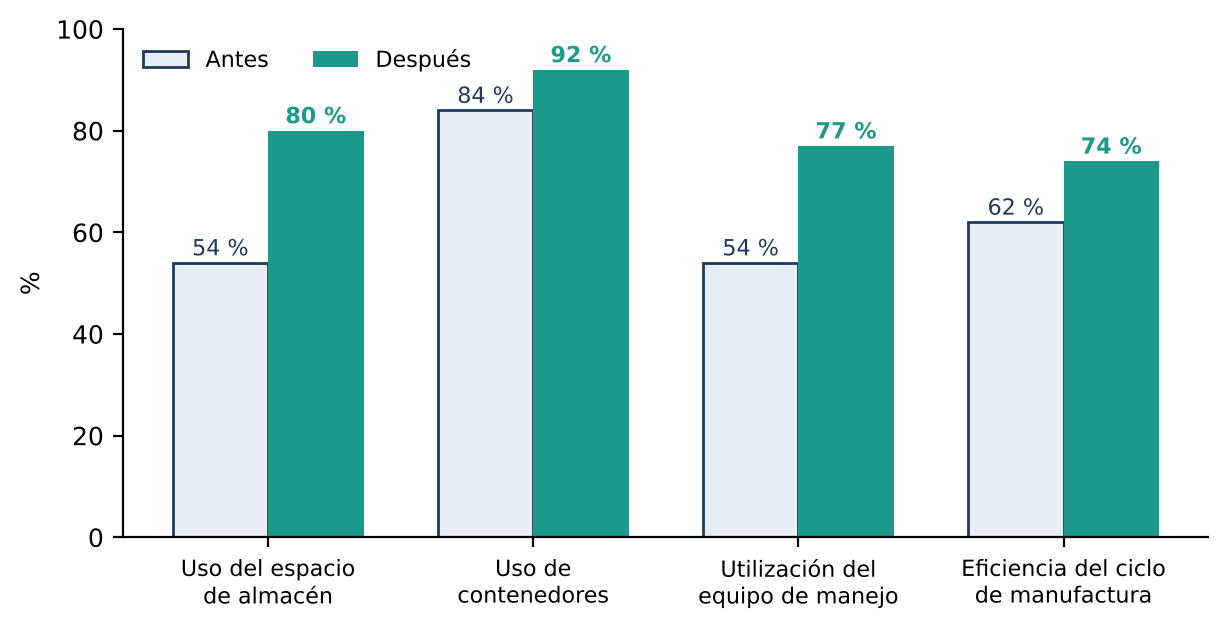 100
80
60
40
20
0
%
Antes
Después
54 %
80 %
84 %
92 %
54 %
77 %
62 %
74 %
Uso del espacio
de almacén
Uso de
contenedores
Utilización del
equipo de manejo
Eficiencia del ciclo
de manufactura